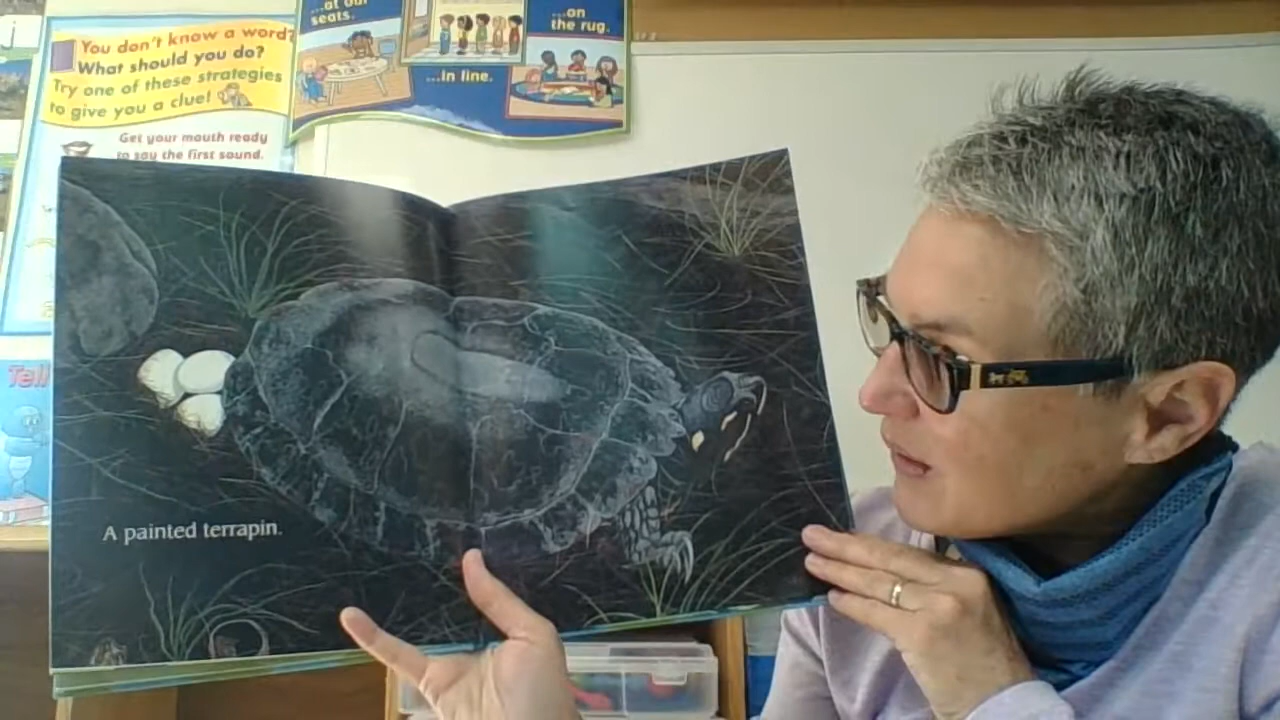 You don't know a word?
What should you do?
Try one of these strategies
to give you a clue!
Get your mouth ready
to say the first sound.
...at our
seats.
...in line.
...on
the rug.
Tell
A painted terrapin.